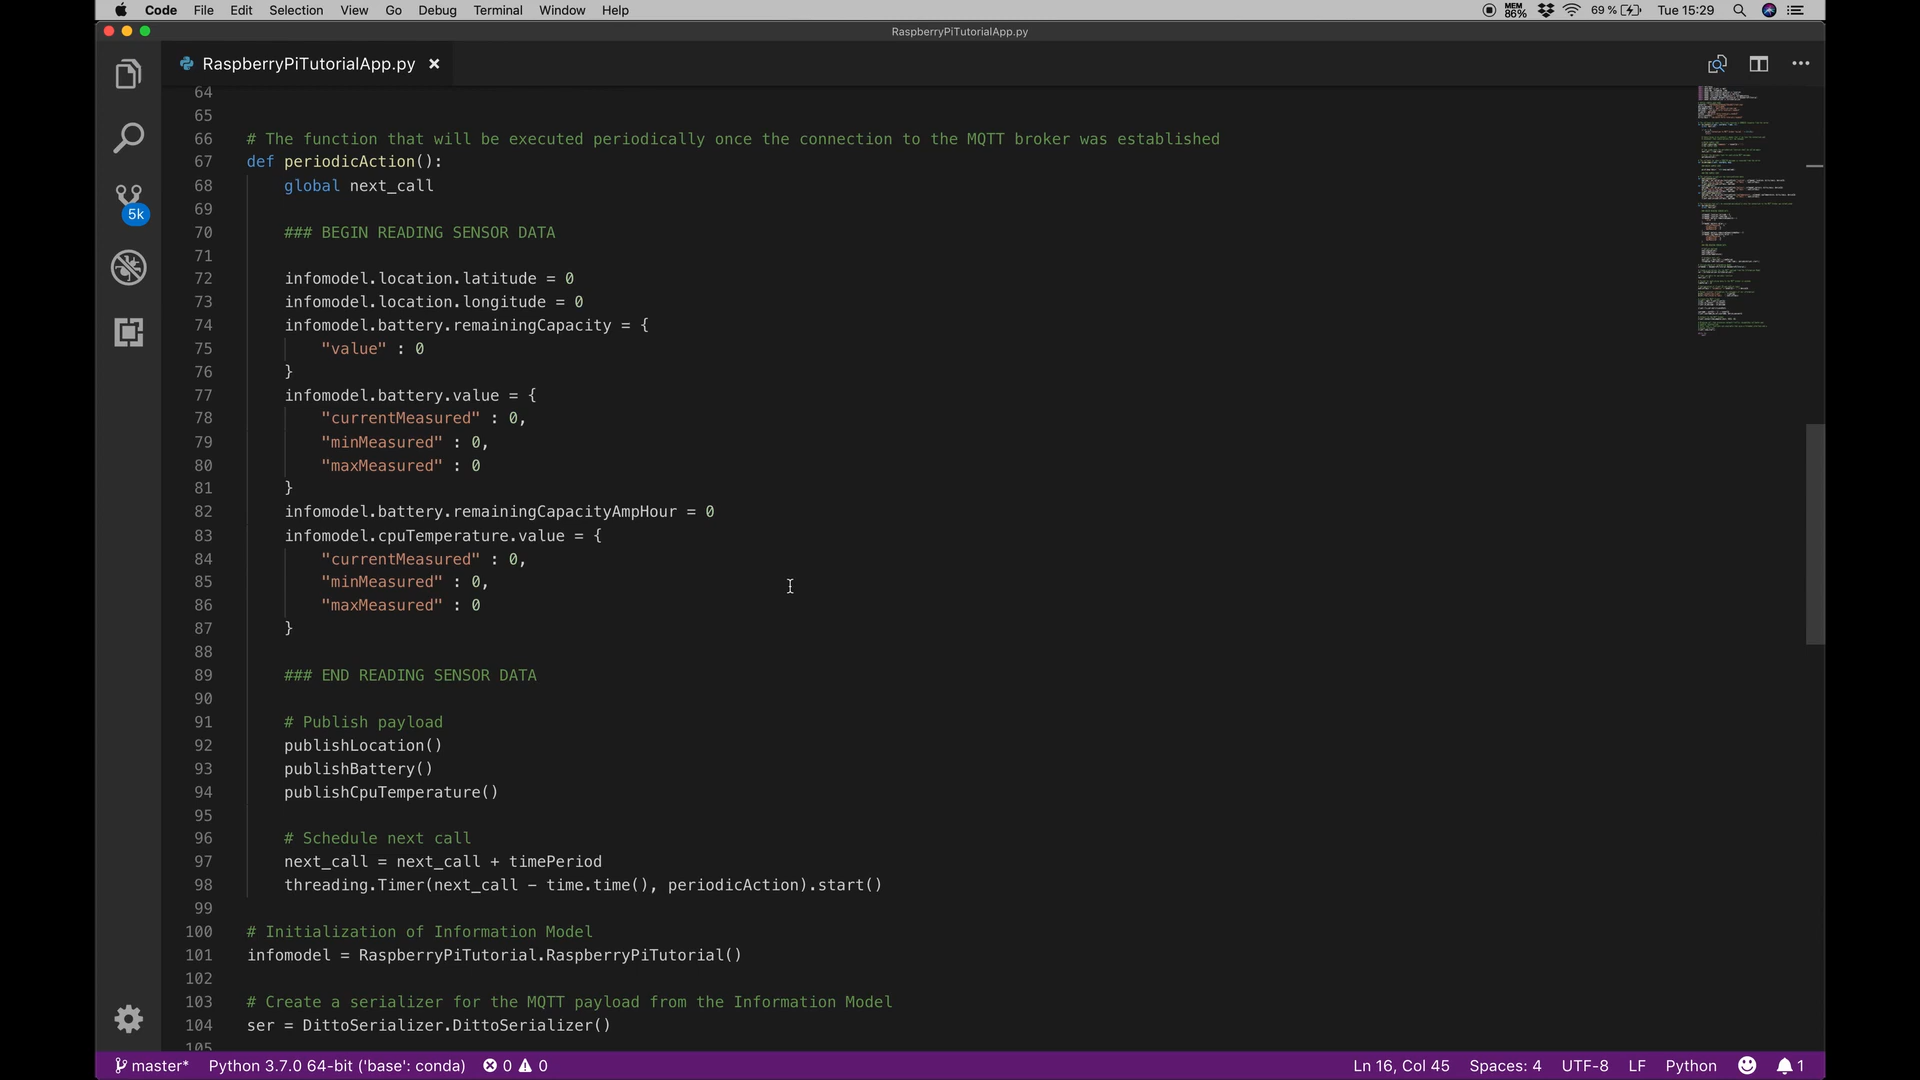 Code File Edit Selection View Go Debug Terminal Window Help MEM 86% 69 % Tue 15:29
RaspberryPiTutorialApp.py
RaspberryPiTutorialApp.py
5k
64
65
66 # The function that will be executed periodically once the connection to the MQTT broker was established
67 def periodicAction():
68 global next_call
69
70 ### BEGIN READING SENSOR DATA
71
72 infomodel.location.latitude = 0
73 infomodel.location.longitude = 0
74 infomodel.battery.remainingCapacity = {
75 "value" : 0
76 }
77 infomodel.battery.value = {
78 "currentMeasured" : 0,
79 "minMeasured" : 0,
80 "maxMeasured" : 0
81 }
82 infomodel.battery.remainingCapacityAmpHour = 0
83 infomodel.cpuTemperature.value = {
84 "currentMeasured" : 0,
85 "minMeasured" : 0,
86 "maxMeasured" : 0
87 }
88
89 ### END READING SENSOR DATA
90
91 # Publish payload
92 publishLocation()
93 publishBattery()
94 publishCpuTemperature()
95
96 # Schedule next call
97 next_call = next_call + timePeriod
98 threading.Timer(next_call - time.time(), periodicAction).start()
99
100 # Initialization of Information Model
101 infomodel = RaspberryPiTutorial.RaspberryPiTutorial()
102
103 # Create a serializer for the MQTT payload from the Information Model
104 ser = DittoSerializer.DittoSerializer()
105
master* Python 3.7.0 64-bit ('base': conda) 0 0 Ln 16, Col 45 Spaces: 4 UTF-8 LF Python 1